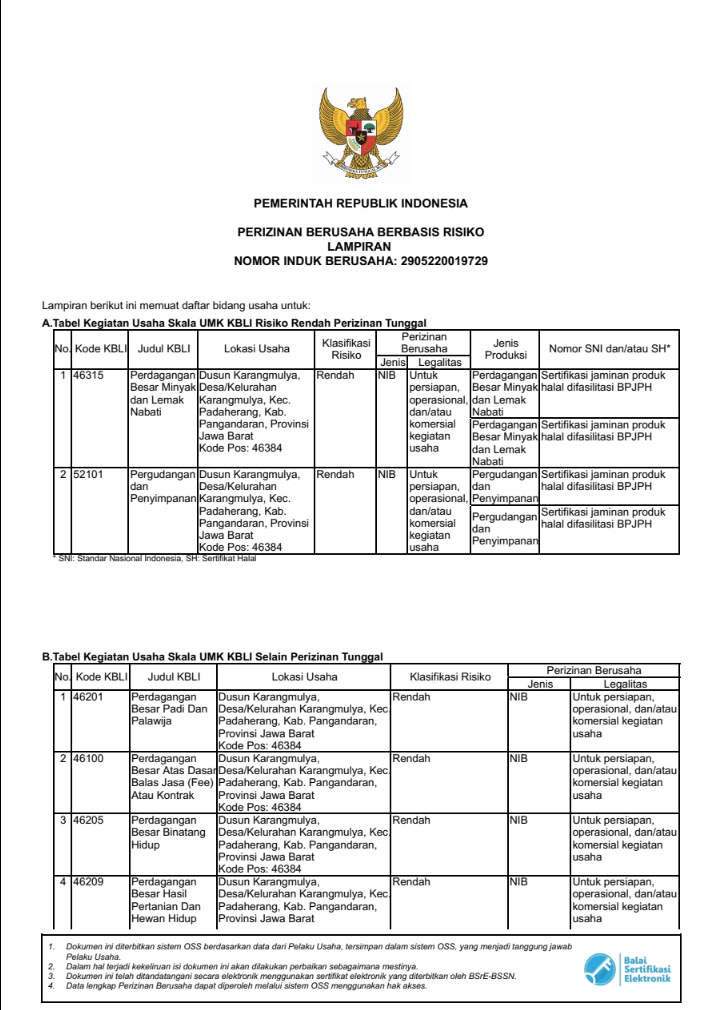 PEMERINTAH REPUBLIK INDONESIA
PERIZINAN BERUSAHA BERBASIS RISIKO
LAMPIRAN
NOMOR INDUK BERUSAHA: 2905220019729
Lampiran berikut ini memuat daftar bidang usaha untuk:
A.Tabel Kegiatan Usaha Skala UMK KBLI Risiko Rendah Perizinan Tunggal
No. Kode KBLI Judul KBLI Lokasi Usaha Klasifikasi Risiko Perizinan Berusaha Jenis Produksi Nomor SNI dan/atau SH*
Jenis Legalitas
1 46315 Perdagangan Dusun Karangmulya, Rendah NIB Untuk Perdagangan Sertifikasi jaminan produk
Besar Minyak Desa/Kelurahan persiapan, Besar Minyak halal difasilitasi BPJPH
dan Lemak Karangmulya, Kec. operasional, dan Lemak
Nabati Padaherang, Kab. dan/atau Nabati
Pangandaran, Provinsi komersial Perdagangan Sertifikasi jaminan produk
Jawa Barat kegiatan Besar Minyak halal difasilitasi BPJPH
Kode Pos: 46384 usaha dan Lemak
Nabati
2 52101 Pergudangan Dusun Karangmulya, Rendah NIB Untuk Pergudangan Sertifikasi jaminan produk
dan Desa/Kelurahan persiapan, dan halal difasilitasi BPJPH
Penyimpanan Karangmulya, Kec. operasional, Penyimpanan
Padaherang, Kab. dan/atau Pergudangan Sertifikasi jaminan produk
Pangandaran, Provinsi komersial dan halal difasilitasi BPJPH
Jawa Barat kegiatan Penyimpanan
Kode Pos: 46384 usaha
* SNI: Standar Nasional Indonesia, SH: Sertifikat Halal
B.Tabel Kegiatan Usaha Skala UMK KBLI Selain Perizinan Tunggal
No. Kode KBLI Judul KBLI Lokasi Usaha Klasifikasi Risiko Perizinan Berusaha
Jenis Legalitas
1 46201 Perdagangan Dusun Karangmulya, Rendah NIB Untuk persiapan,
Besar Padi Dan Desa/Kelurahan Karangmulya, Kec. operasional, dan/atau
Palawija Padaherang, Kab. Pangandaran, komersial kegiatan
Provinsi Jawa Barat usaha
Kode Pos: 46384
2 46100 Perdagangan Dusun Karangmulya, Rendah NIB Untuk persiapan,
Besar Atas Dasar Desa/Kelurahan Karangmulya, Kec. operasional, dan/atau
Balas Jasa (Fee) Padaherang, Kab. Pangandaran, komersial kegiatan
Atau Kontrak Provinsi Jawa Barat usaha
Kode Pos: 46384
3 46205 Perdagangan Dusun Karangmulya, Rendah NIB Untuk persiapan,
Besar Binatang Desa/Kelurahan Karangmulya, Kec. operasional, dan/atau
Hidup Padaherang, Kab. Pangandaran, komersial kegiatan
Provinsi Jawa Barat usaha
Kode Pos: 46384
4 46209 Perdagangan Dusun Karangmulya, Rendah NIB Untuk persiapan,
Besar Hasil Desa/Kelurahan Karangmulya, Kec. operasional, dan/atau
Pertanian Dan Padaherang, Kab. Pangandaran, komersial kegiatan
Hewan Hidup Provinsi Jawa Barat usaha
1. Dokumen ini diterbitkan sistem OSS berdasarkan data dari Pelaku Usaha, tersimpan dalam sistem OSS, yang menjadi tanggung jawab
Pelaku Usaha.
2. Dalam hal terjadi kekeliruan isi dokumen ini akan dilakukan perbaikan sebagaimana mestinya.
3. Dokumen ini telah ditandatangani secara elektronik menggunakan sertifikat elektronik yang diterbitkan oleh BSrE-BSSN.
4. Data lengkap Perizinan Berusaha dapat diperoleh melalui sistem OSS menggunakan hak akses.
Balai
Sertifikasi
Elektronik